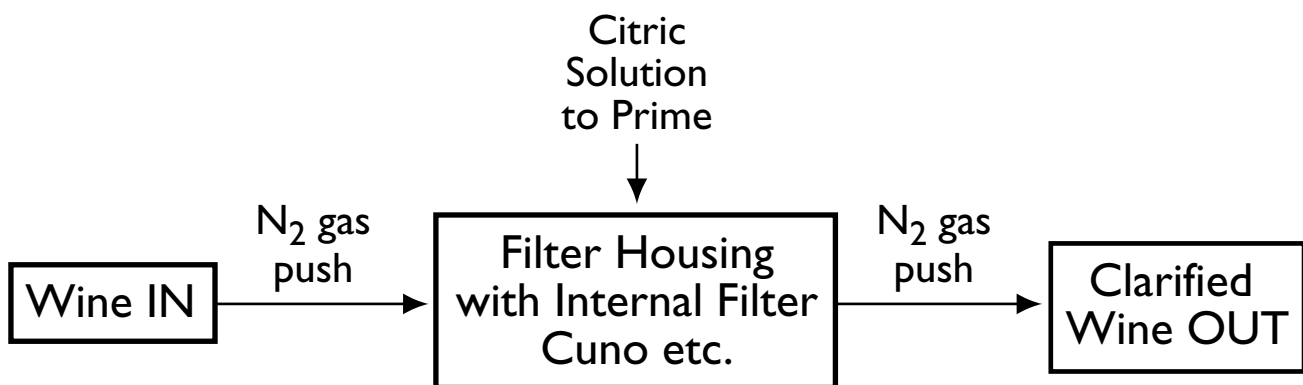 Citric
Solution
to Prime
N₂ gas
push
N₂ gas
push
Wine IN
Filter Housing
with Internal Filter
Cuno etc.
Clarified
Wine OUT